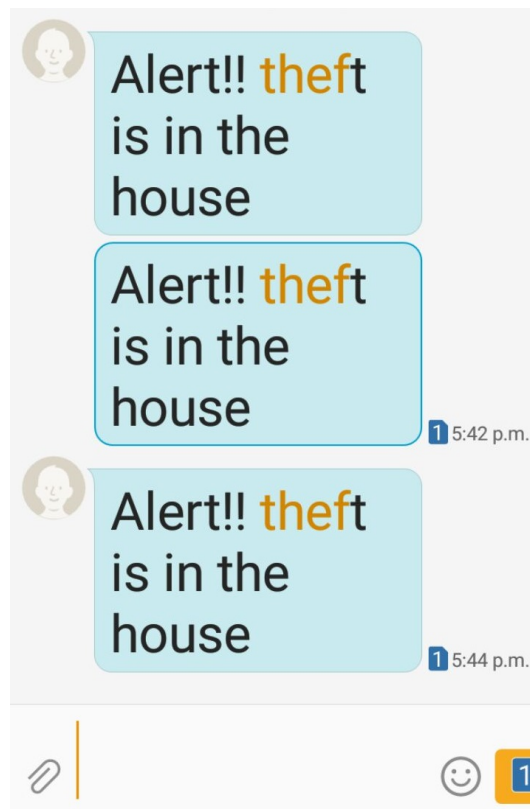 Alert!! theft
is in the
house
Alert!! theft
is in the
house
1 5:42 p.m.
Alert!! theft
is in the
house
1 5:44 p.m.
1